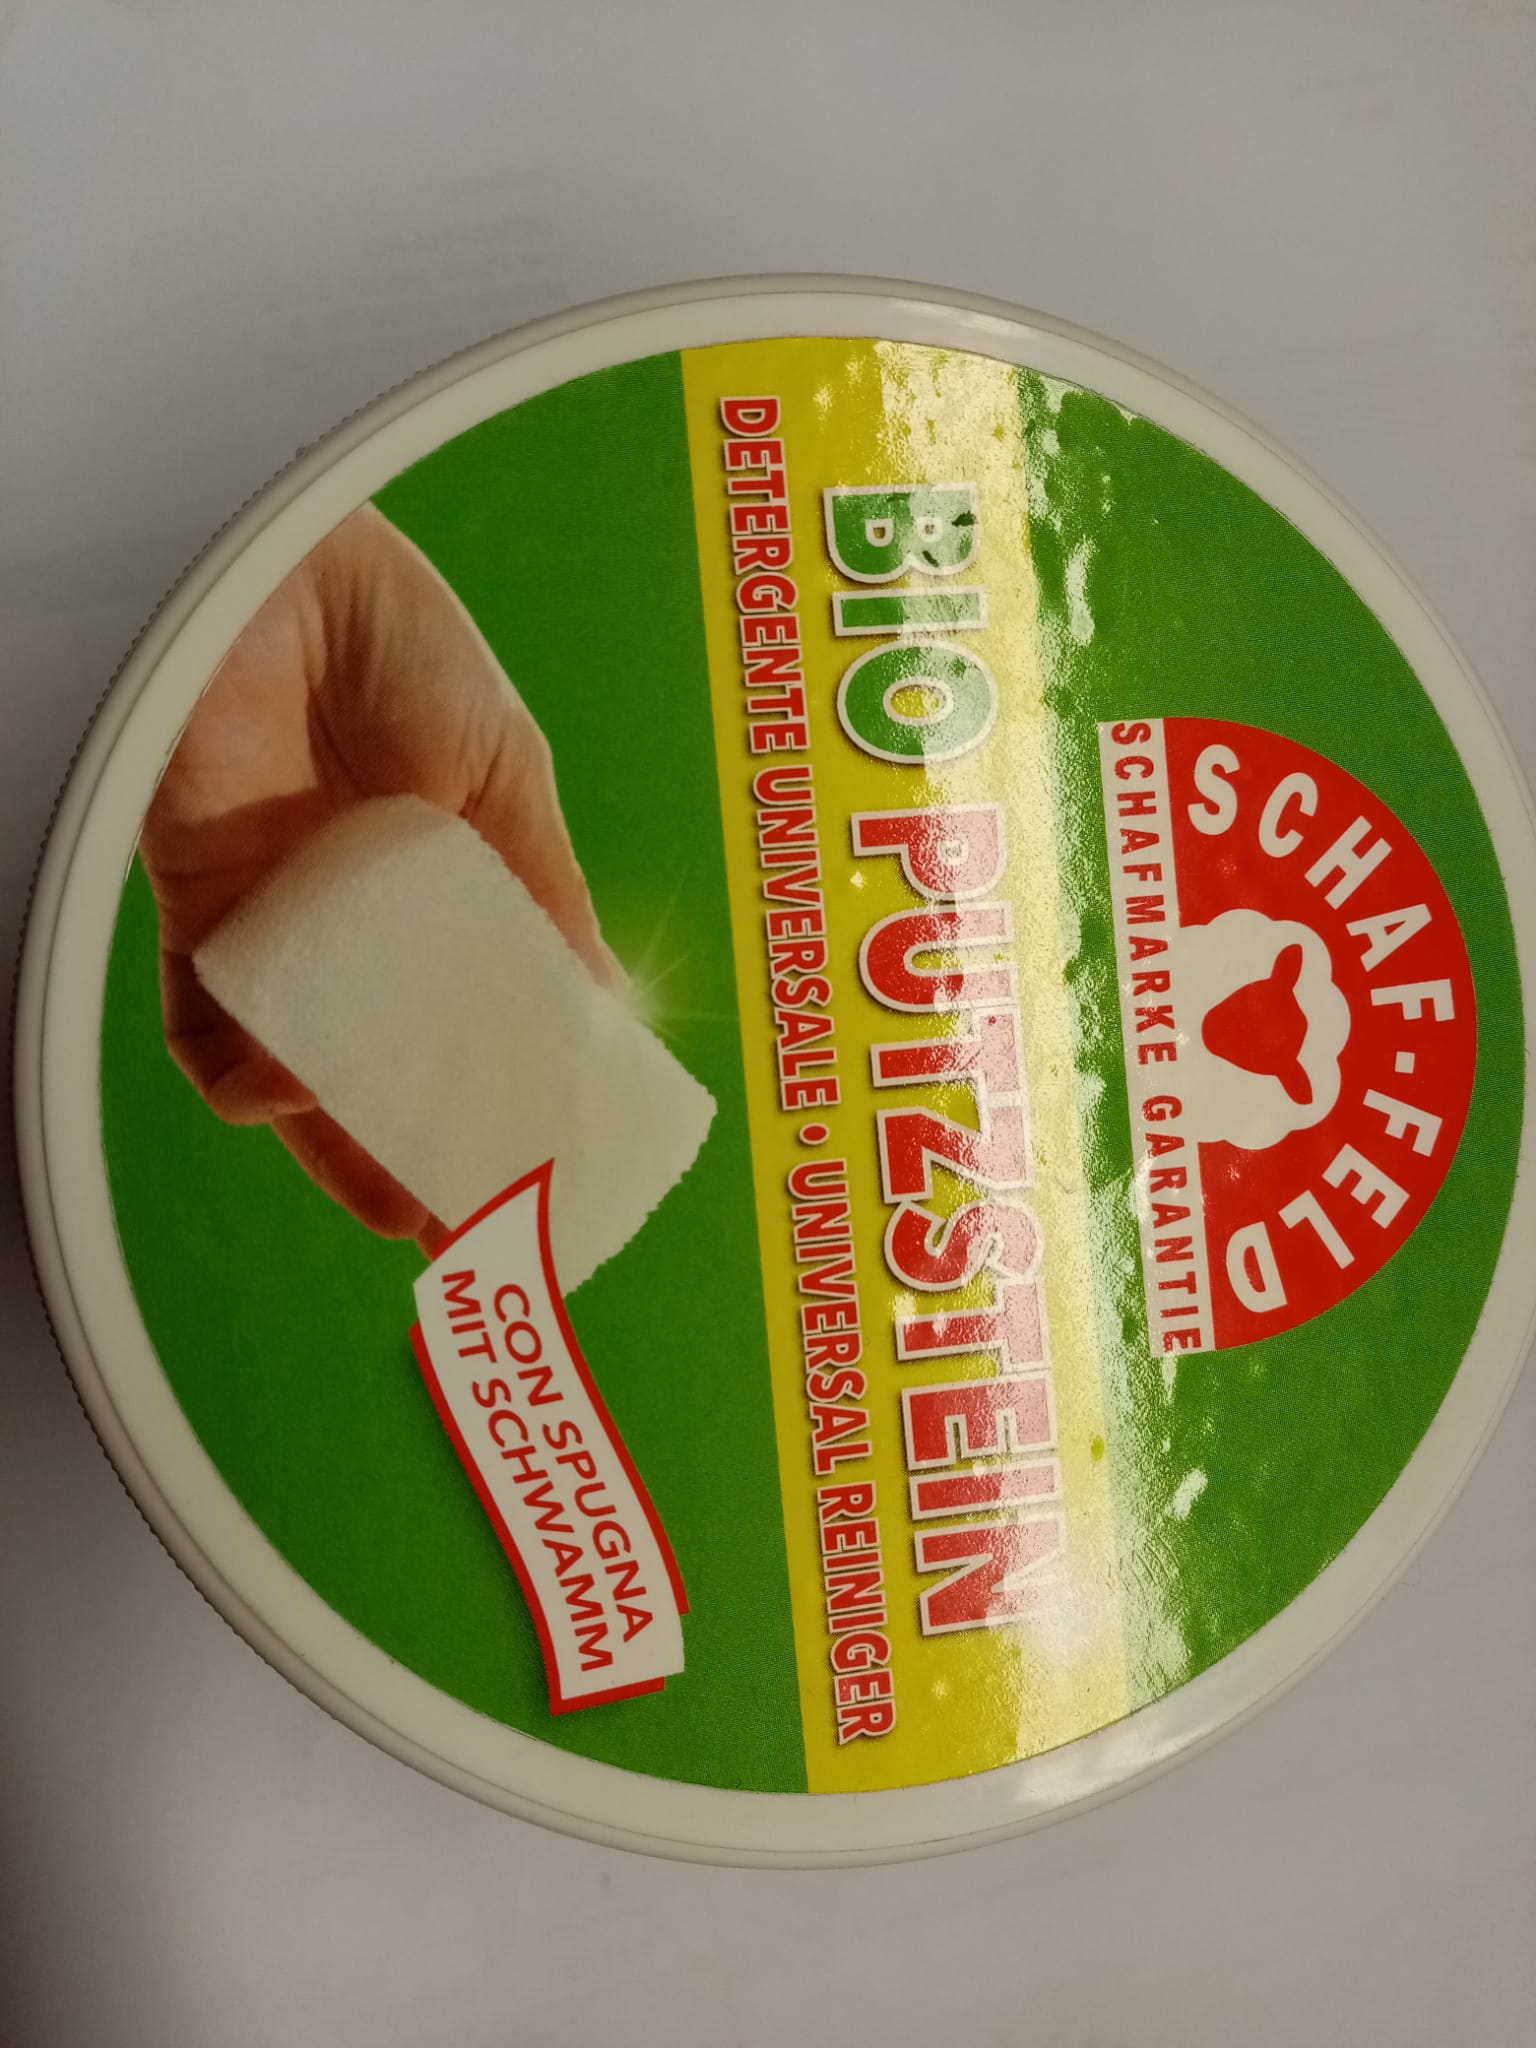 SCHAF-FELD
SCHAFMARKE GARANTIE
BIO PUTZSTEIN
DETERGENTE UNIVERSALE • UNIVERSAL REINIGER
CON SPUGNA
MIT SCHWAMM